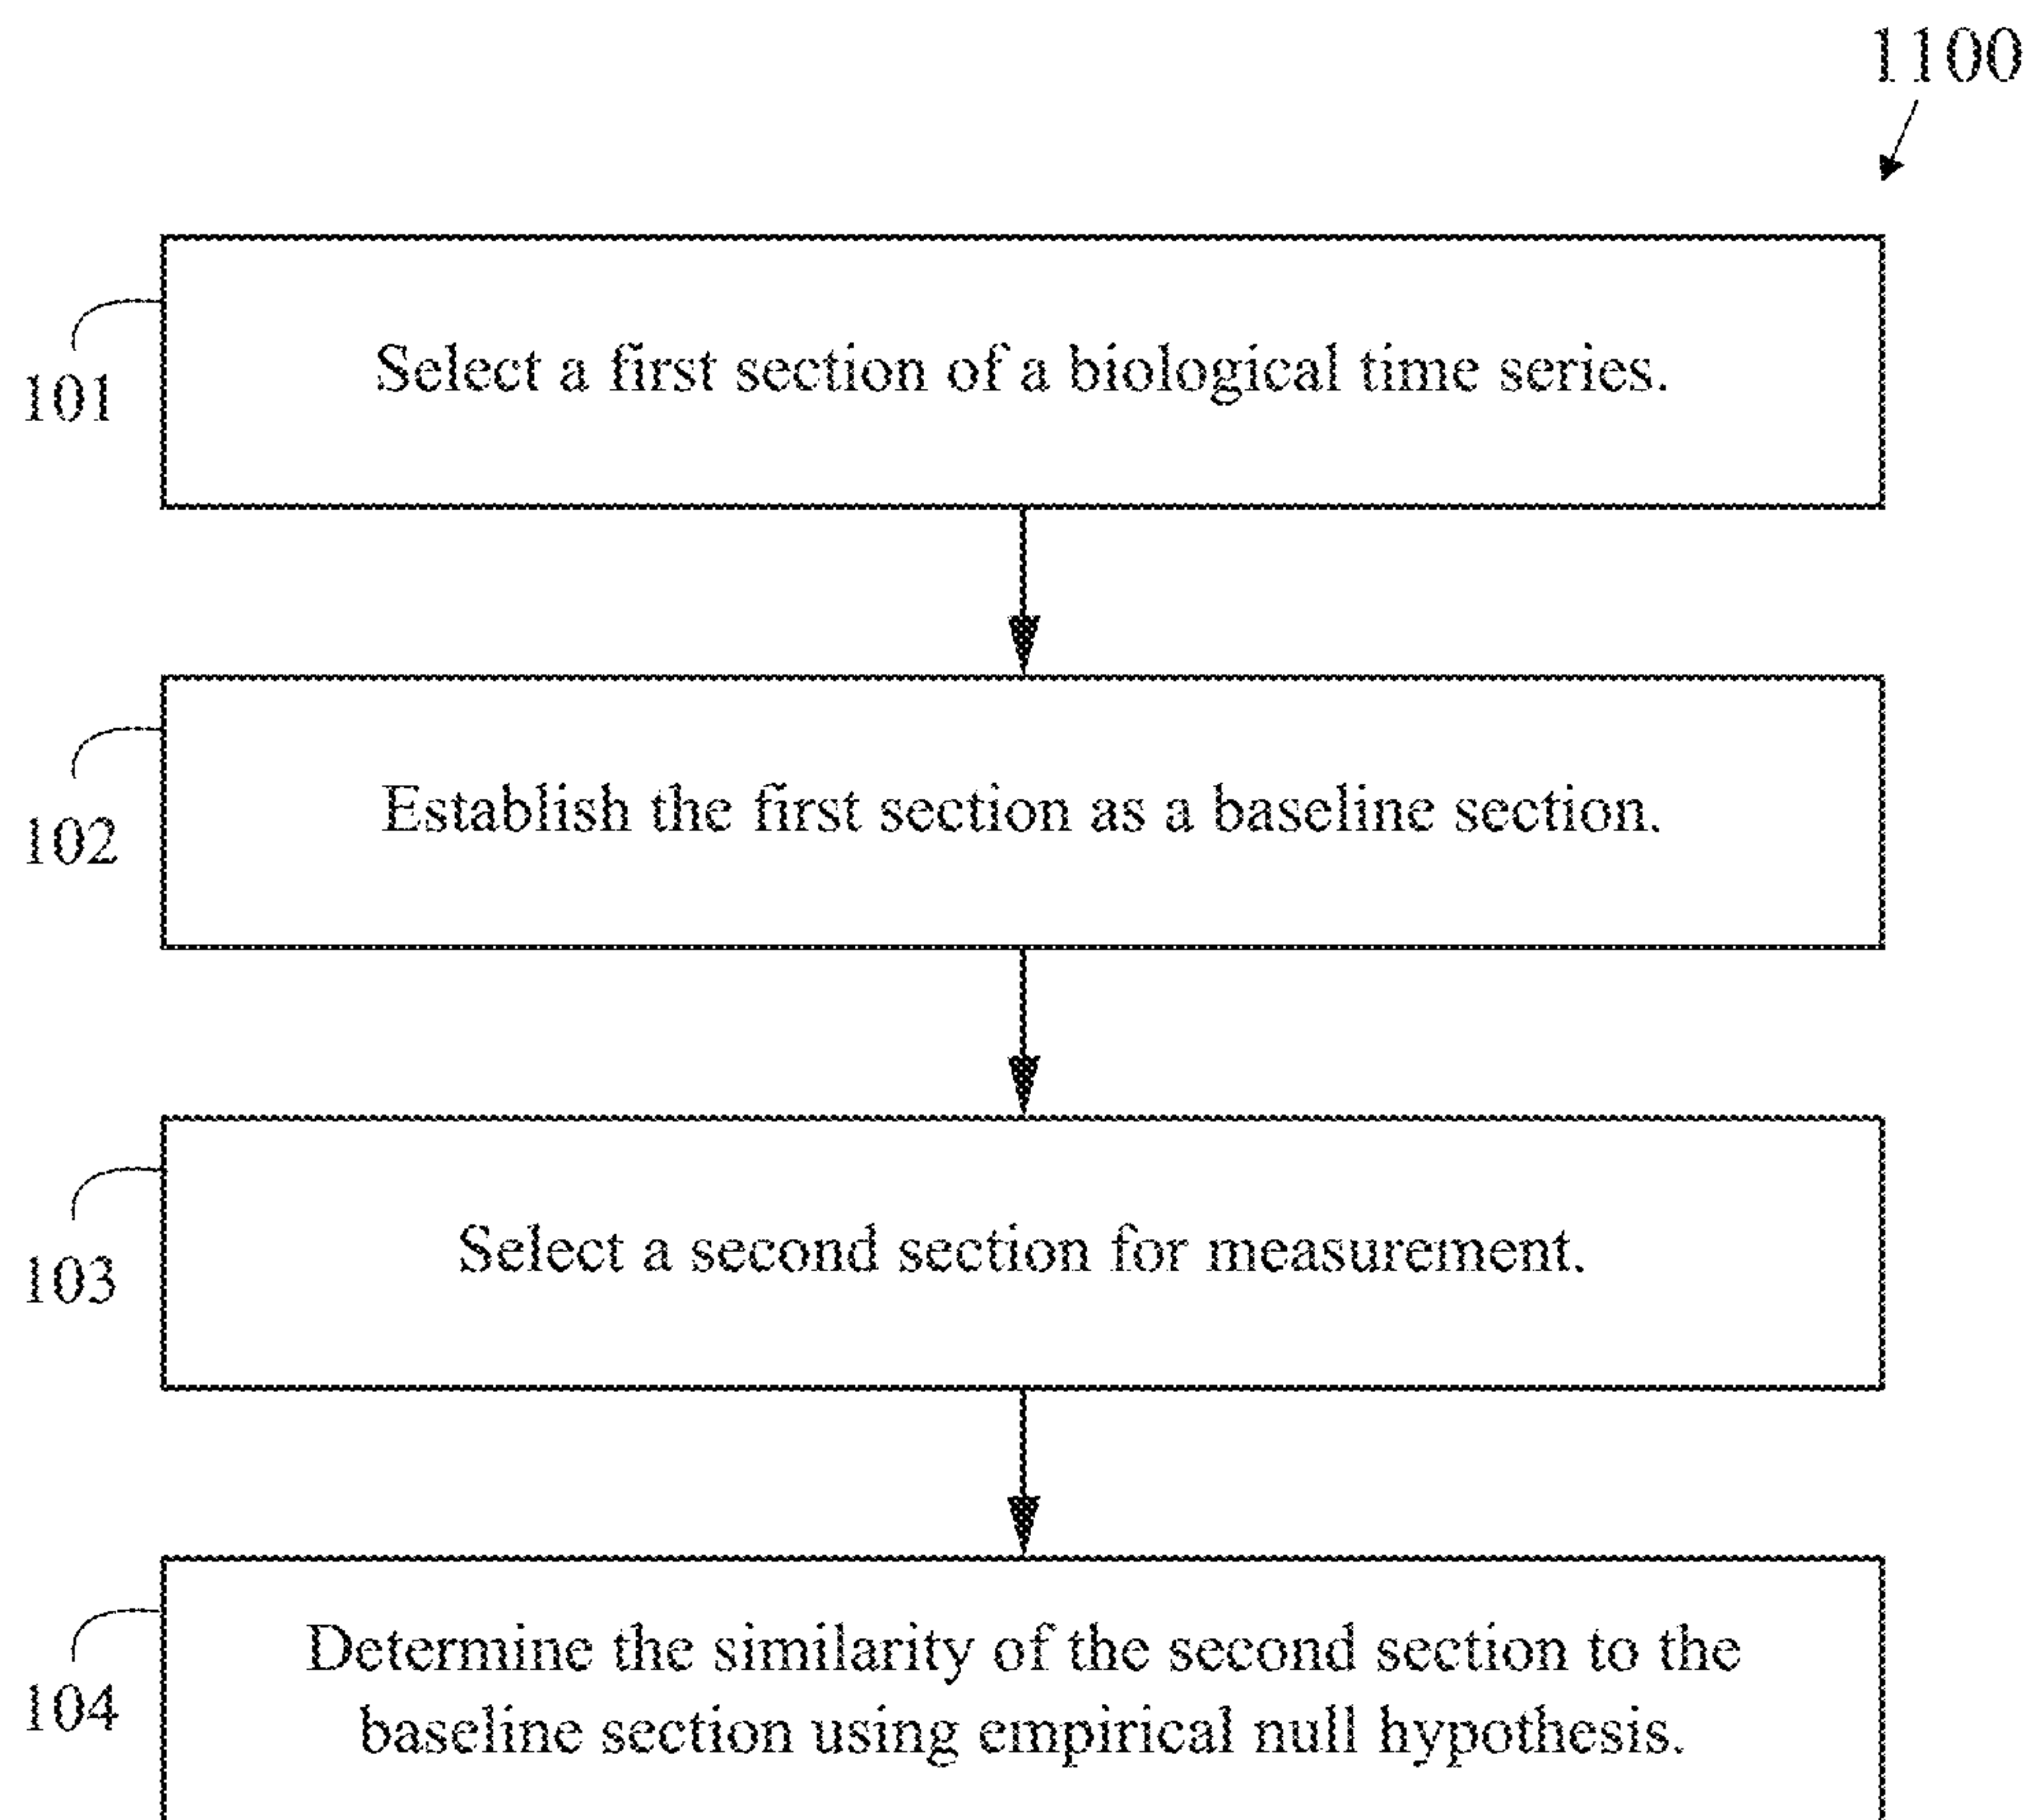 1100
101
Select a first section of a biological time series.
102
Establish the first section as a baseline section.
103
Select a second section for measurement.
104
Determine the similarity of the second section to the
baseline section using empirical null hypothesis.